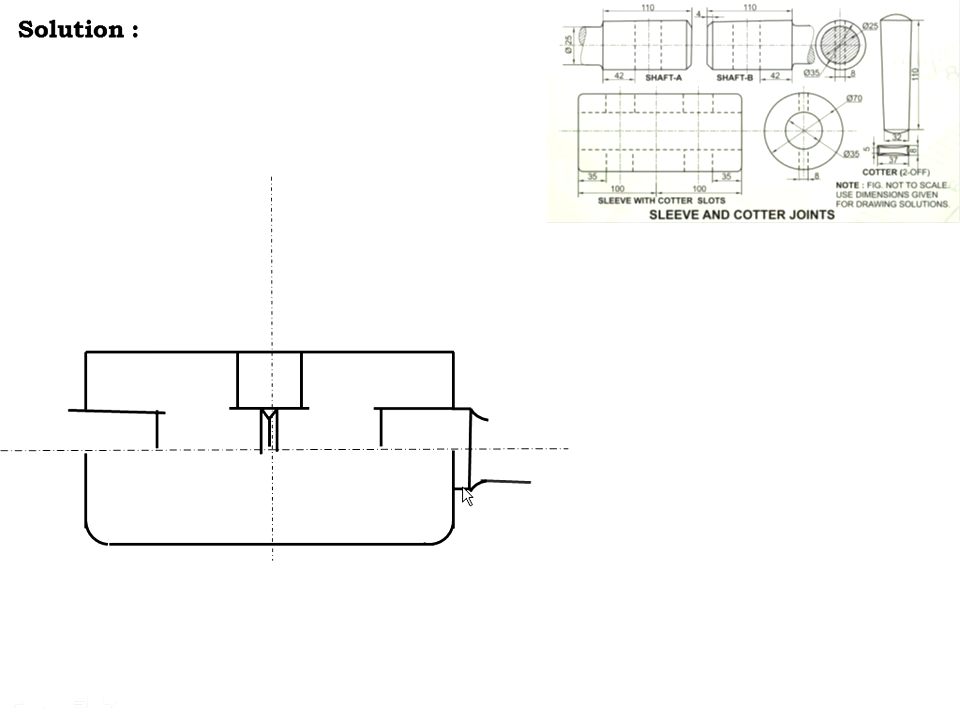 Solution :
110
4
110
Ø25
Ø25
42
SHAFT-A
SHAFT-B
42
Ø35
8
110
Ø70
32
5
8
Ø35
37
35
35
8
COTTER (2-OFF)
100
100
NOTE : FIG. NOT TO SCALE.
USE DIMENSIONS GIVEN
FOR DRAWING SOLUTIONS.
SLEEVE WITH COTTER SLOTS
SLEEVE AND COTTER JOINTS